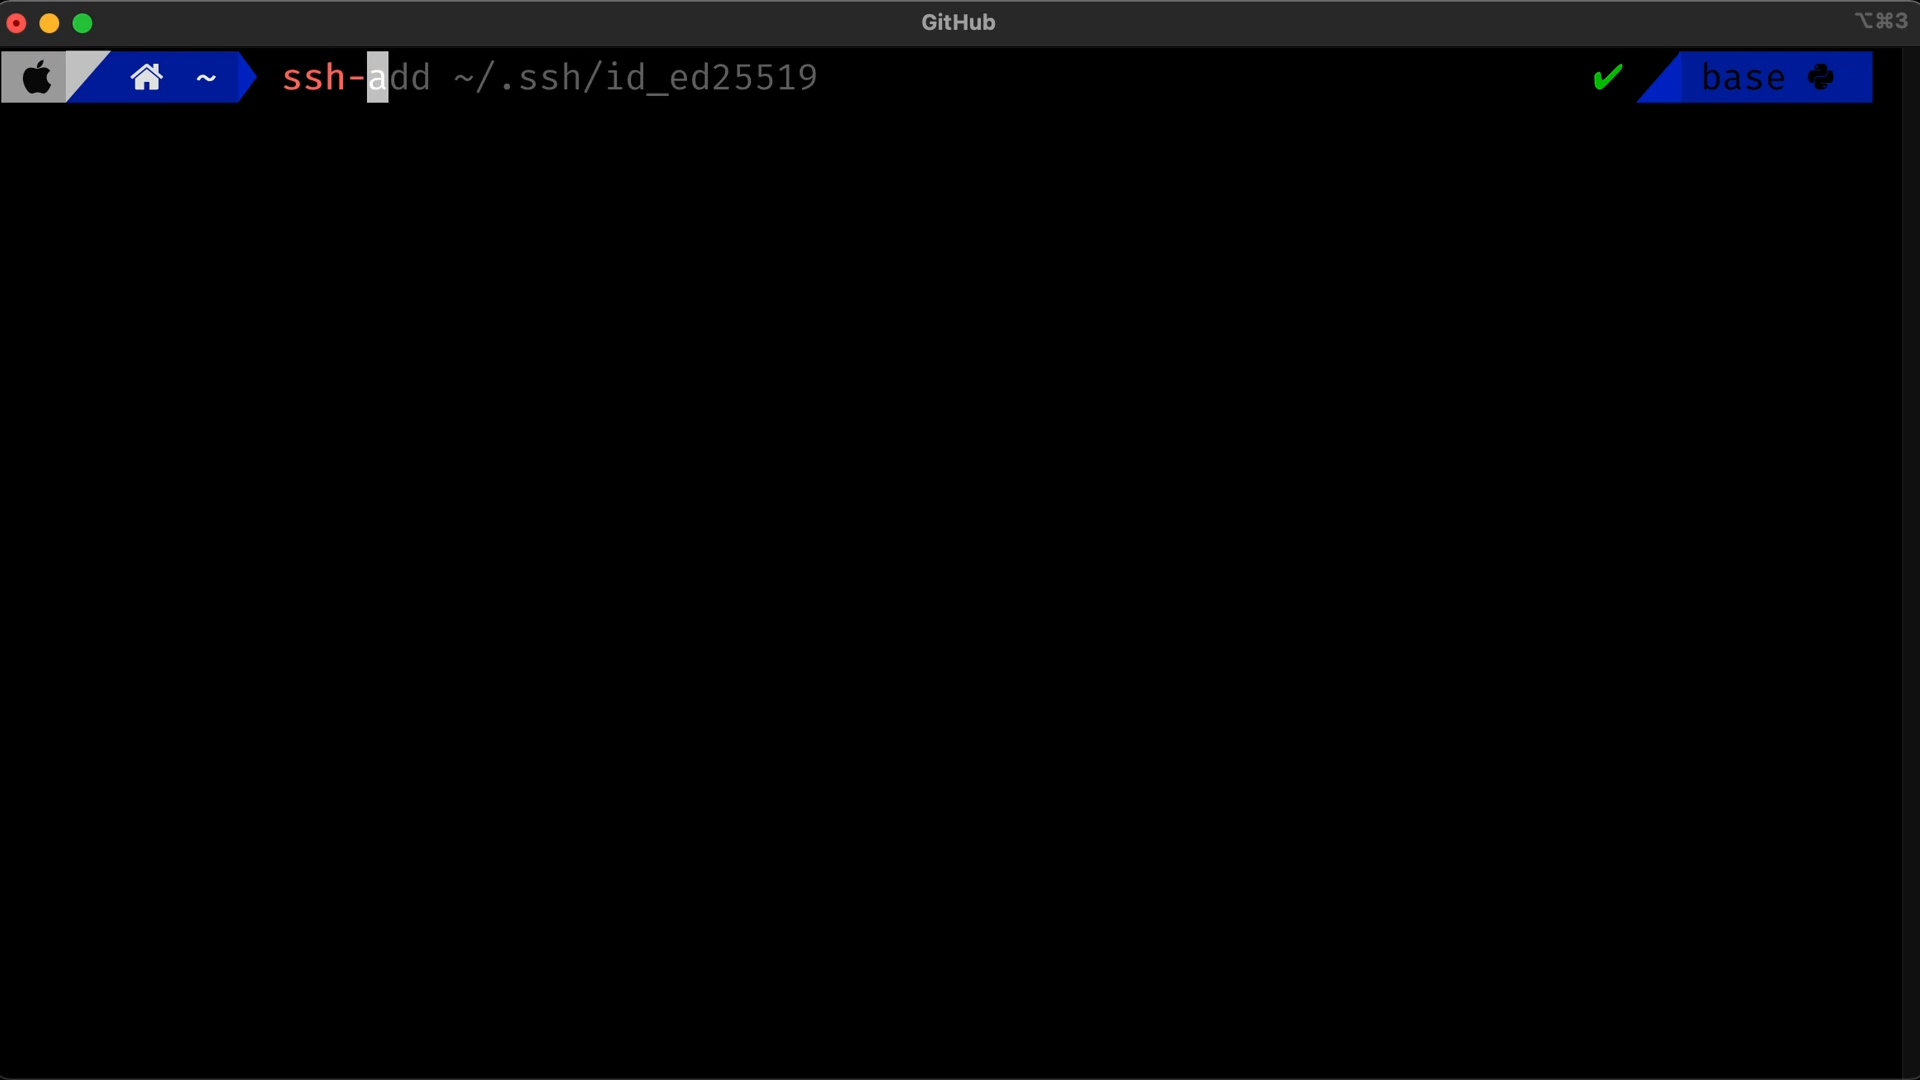 GitHub
⌥⌘3
~ ssh-add ~/.ssh/id_ed25519 ✔ base